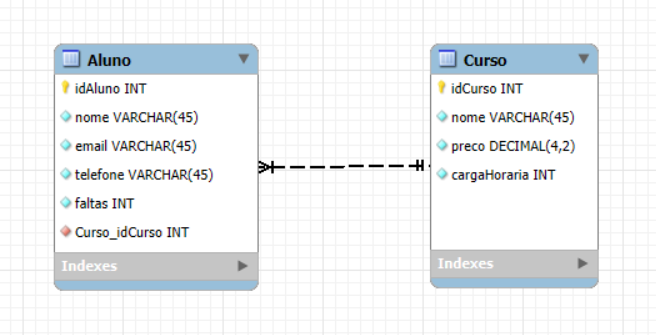 Aluno
idAluno INT
nome VARCHAR(45)
email VARCHAR(45)
telefone VARCHAR(45)
faltas INT
Curso_idCurso INT
Indexes
Curso
idCurso INT
nome VARCHAR(45)
preco DECIMAL(4,2)
cargaHoraria INT
Indexes